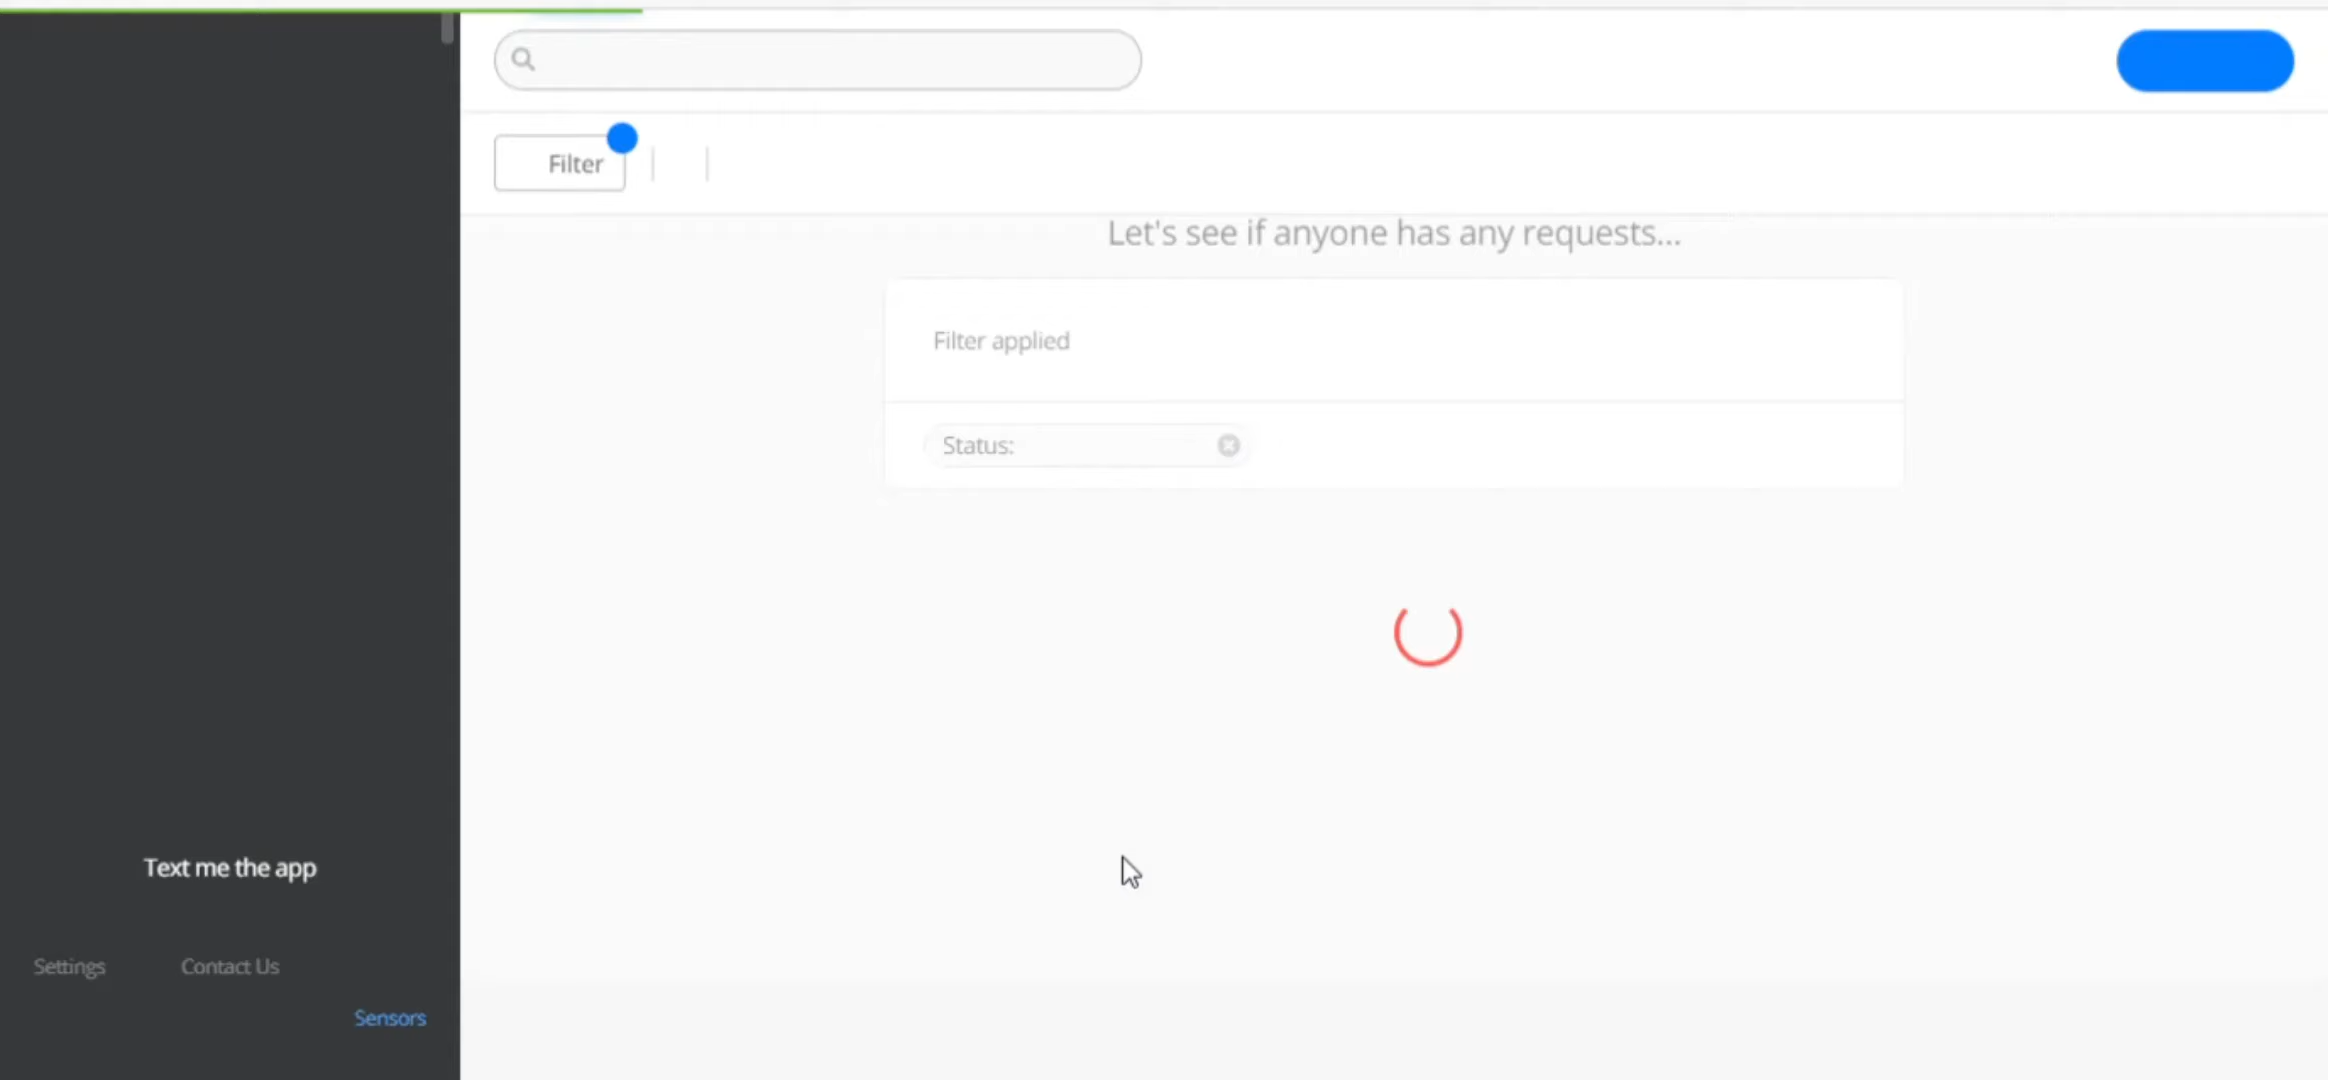 Filter
Let's see if anyone has any requests...
Filter applied
Status:
Text me the app
Settings
Contact Us
Sensors